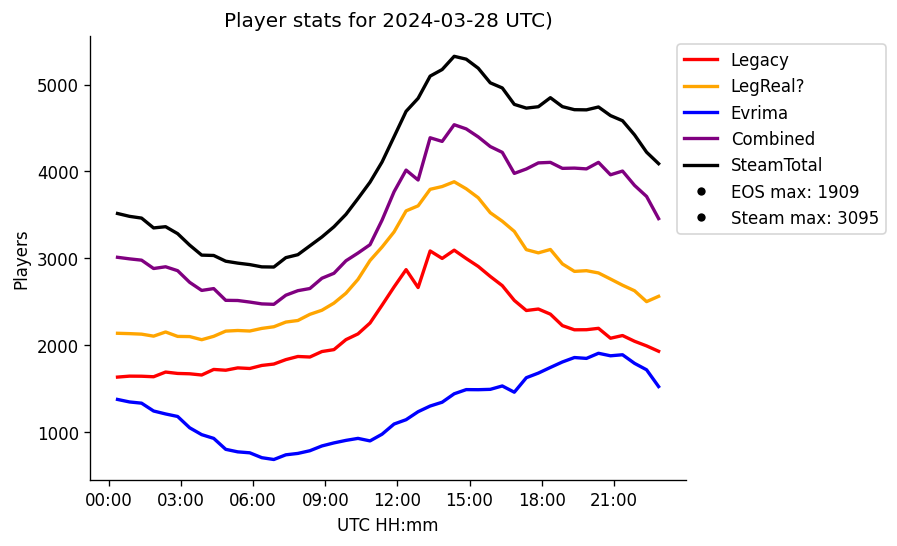 Player stats for 2024-03-28 UTC)
Legacy
LegReal?
Evrima
Combined
SteamTotal
EOS max: 1909
Steam max: 3095
Players
5000
4000
3000
2000
1000
00:00 03:00 06:00 09:00 12:00 15:00 18:00 21:00
UTC HH:mm